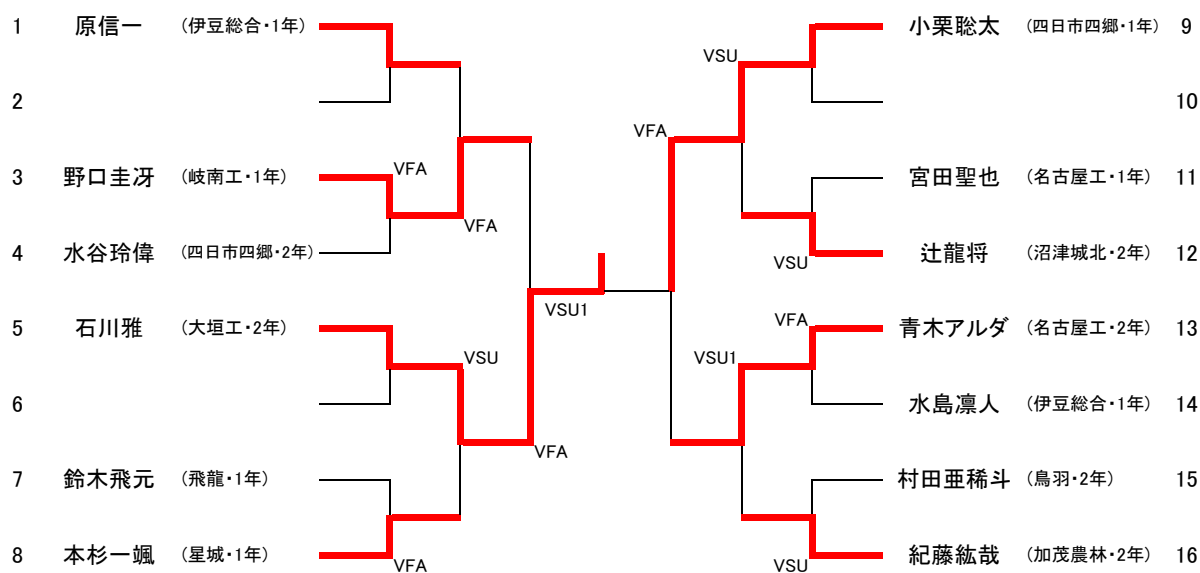 1 原信一 (伊豆総合・1年)
2
3 野口圭冴 (岐南工・1年)
4 水谷玲偉 (四日市四郷・2年)
5 石川雅 (大垣工・2年)
6
7 鈴木飛元 (飛龍・1年)
8 本杉一颯 (星城・1年)
VFA
VFA
VSU
VFA
VFA
VSU1
VSU
VFA
VSU
VFA
VSU1
VSU
小栗聡太 (四日市四郷・1年) 9
10
宮田聖也 (名古屋工・1年) 11
辻龍将 (沼津城北・2年) 12
青木アルダ (名古屋工・2年) 13
水島凛人 (伊豆総合・1年) 14
村田亜稀斗 (鳥羽・2年) 15
紀藤紘哉 (加茂農林・2年) 16